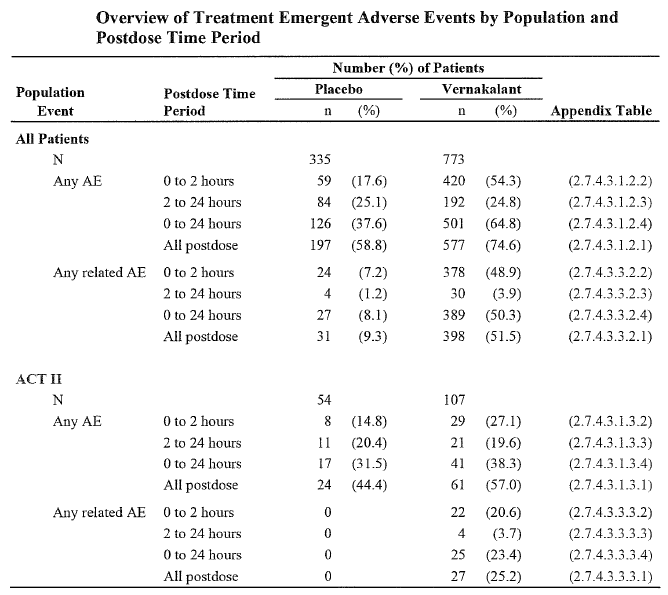 Overview of Treatment Emergent Adverse Events by Population and
Postdose Time Period
Number (%) of Patients
Population Postdose Time Placebo Vernakalant
Event Period n (%) n (%) Appendix Table
All Patients
N 335 773
Any AE 0 to 2 hours 59 (17.6) 420 (54.3) (2.7.4.3.1.2.2)
2 to 24 hours 84 (25.1) 192 (24.8) (2.7.4.3.1.2.3)
0 to 24 hours 126 (37.6) 501 (64.8) (2.7.4.3.1.2.4)
All postdose 197 (58.8) 577 (74.6) (2.7.4.3.1.2.1)
Any related AE 0 to 2 hours 24 (7.2) 378 (48.9) (2.7.4.3.3.2.2)
2 to 24 hours 4 (1.2) 30 (3.9) (2.7.4.3.3.2.3)
0 to 24 hours 27 (8.1) 389 (50.3) (2.7.4.3.3.2.4)
All postdose 31 (9.3) 398 (51.5) (2.7.4.3.3.2.1)
ACT II
N 54 107
Any AE 0 to 2 hours 8 (14.8) 29 (27.1) (2.7.4.3.1.3.2)
2 to 24 hours 11 (20.4) 21 (19.6) (2.7.4.3.1.3.3)
0 to 24 hours 17 (31.5) 41 (38.3) (2.7.4.3.1.3.4)
All postdose 24 (44.4) 61 (57.0) (2.7.4.3.1.3.1)
Any related AE 0 to 2 hours 0 22 (20.6) (2.7.4.3.3.3.2)
2 to 24 hours 0 4 (3.7) (2.7.4.3.3.3.3)
0 to 24 hours 0 25 (23.4) (2.7.4.3.3.3.4)
All postdose 0 27 (25.2) (2.7.4.3.3.3.1)